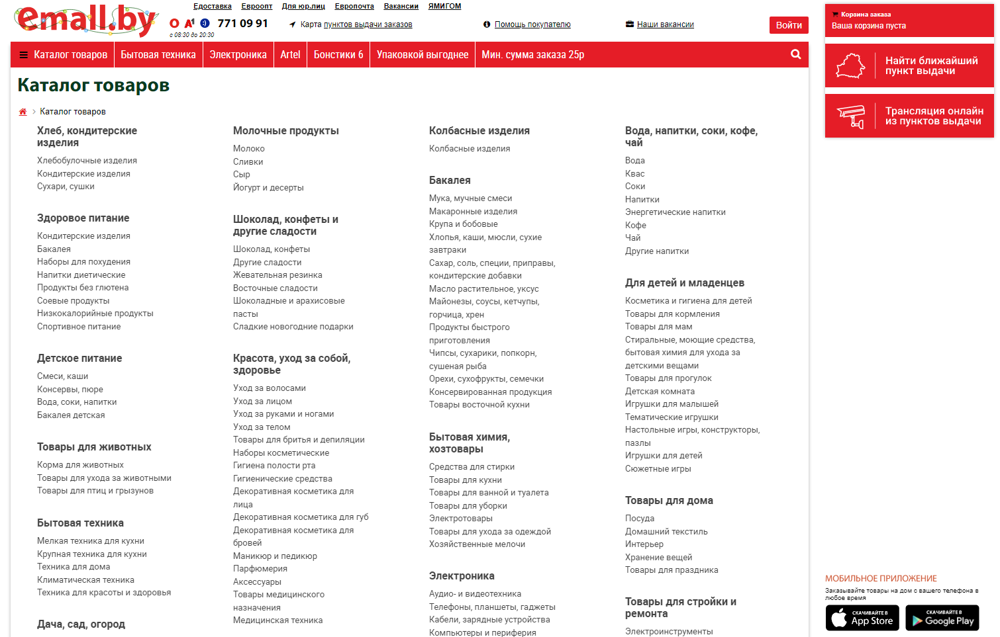 Едоставка Евроопт Для юр.лиц Европочта Вакансии ЯМИГОМ
emall.by
A1 771 09 91
с 08:30 до 20:30
Карта пунктов выдачи заказов
Помощь покупателю
Наши вакансии
Войти
Корзина заказа
Ваша корзина пуста
Каталог товаров Бытовая техника Электроника Artel Бонстики 6 Упаковкой выгоднее Мин. сумма заказа 25р
Найти ближайший
пункт выдачи
Трансляция онлайн
из пунктов выдачи
Каталог товаров
Каталог товаров
Хлеб, кондитерские
изделия
Хлебобулочные изделия
Кондитерские изделия
Сухари, сушки
Здоровое питание
Кондитерские изделия
Бакалея
Наборы для похудения
Напитки диетические
Продукты без глютена
Соевые продукты
Низкокалорийные продукты
Спортивное питание
Детское питание
Смеси, каши
Консервы, пюре
Вода, соки, напитки
Бакалея детская
Товары для животных
Корма для животных
Товары для ухода за животными
Товары для птиц и грызунов
Бытовая техника
Мелкая техника для кухни
Крупная техника для кухни
Техника для дома
Климатическая техника
Техника для красоты и здоровья
Дача, сад, огород
Молочные продукты
Молоко
Сливки
Сыр
Йогурт и десерты
Шоколад, конфеты и
другие сладости
Шоколад, конфеты
Другие сладости
Жевательная резинка
Восточные сладости
Шоколадные и арахисовые
пасты
Сладкие новогодние подарки
Красота, уход за собой,
здоровье
Уход за волосами
Уход за лицом
Уход за руками и ногами
Уход за телом
Товары для бритья и депиляции
Наборы косметические
Гигиена полости рта
Гигиенические средства
Декоративная косметика для
лица
Декоративная косметика для губ
Декоративная косметика для
бровей
Маникюр и педикюр
Парфюмерия
Аксессуары
Товары медицинского
назначения
Медицинская техника
Колбасные изделия
Колбасные изделия
Бакалея
Мука, мучные смеси
Макаронные изделия
Крупа и бобовые
Хлопья, каши, мюсли, сухие
завтраки
Сахар, соль, специи, приправы,
кондитерские добавки
Масло растительное, уксус
Майонезы, соусы, кетчупы,
горчица, хрен
Продукты быстрого
приготовления
Чипсы, сухарики, попкорн,
сушеная рыба
Орехи, сухофрукты, семечки
Консервированная продукция
Товары восточной кухни
Бытовая химия,
хозтовары
Средства для стирки
Товары для кухни
Товары для ванной и туалета
Товары для уборки
Электротовары
Товары для ухода за одеждой
Хозяйственные мелочи
Электроника
Аудио- и видеотехника
Телефоны, планшеты, гаджеты
Кабели, зарядные устройства
Компьютеры и периферия
Вода, напитки, соки, кофе,
чай
Вода
Квас
Соки
Напитки
Энергетические напитки
Кофе
Чай
Другие напитки
Для детей и младенцев
Косметика и гигиена для детей
Товары для кормления
Товары для мам
Стиральные, моющие средства,
бытовая химия для ухода за
детскими вещами
Товары для прогулок
Детская комната
Игрушки для малышей
Тематические игрушки
Настольные игры, конструкторы,
пазлы
Игрушки для детей
Сюжетные игры
Товары для дома
Посуда
Домашний текстиль
Интерьер
Хранение вещей
Товары для праздника
Товары для стройки и
ремонта
Электроинструменты
МОБИЛЬНОЕ ПРИЛОЖЕНИЕ
Заказывайте товары на дом с вашего телефона в
любое время
СКАЧИВАЙТЕ В
App Store
СКАЧИВАЙТЕ В
Google Play